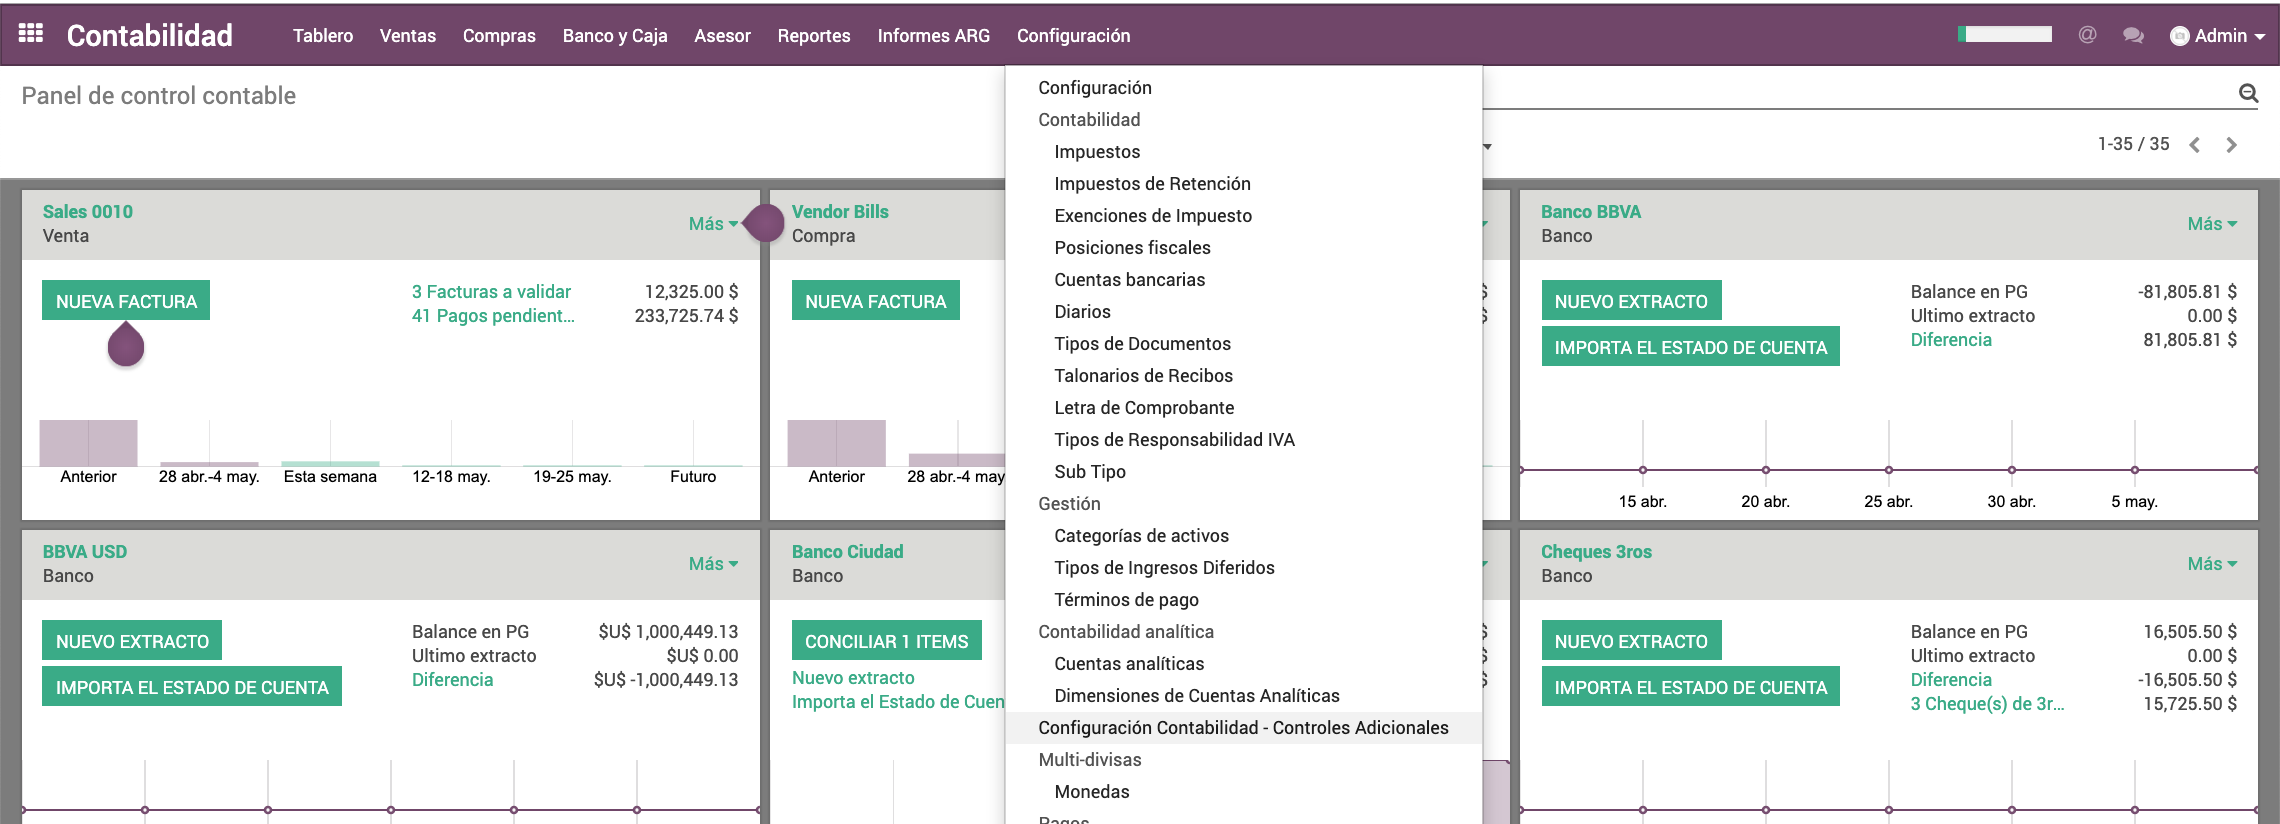 Contabilidad
Tablero
Ventas
Compras
Banco y Caja
Asesor
Reportes
Informes ARG
Configuración
@
Admin
Panel de control contable
1-35 / 35
Configuración
Contabilidad
Impuestos
Impuestos de Retención
Exenciones de Impuesto
Posiciones fiscales
Cuentas bancarias
Diarios
Tipos de Documentos
Talonarios de Recibos
Letra de Comprobante
Tipos de Responsabilidad IVA
Sub Tipo
Gestión
Categorías de activos
Tipos de Ingresos Diferidos
Términos de pago
Contabilidad analítica
Cuentas analíticas
Dimensiones de Cuentas Analíticas
Configuración Contabilidad - Controles Adicionales
Multi-divisas
Monedas
Sales 0010
Venta
Más
NUEVA FACTURA
3 Facturas a validar 12,325.00 $
41 Pagos pendient... 233,725.74 $
Anterior
28 abr.-4 may.
Esta semana
12-18 may.
19-25 may.
Futuro
Vendor Bills
Compra
NUEVA FACTURA
$
$
Anterior
28 abr.-4 may
Banco BBVA
Banco
Más
NUEVO EXTRACTO
IMPORTA EL ESTADO DE CUENTA
Balance en PG -81,805.81 $
Ultimo extracto 0.00 $
Diferencia 81,805.81 $
15 abr.
20 abr.
25 abr.
30 abr.
5 may.
BBVA USD
Banco
Más
NUEVO EXTRACTO
IMPORTA EL ESTADO DE CUENTA
Balance en PG $U$ 1,000,449.13
Ultimo extracto $U$ 0.00
Diferencia $U$ -1,000,449.13
Banco Ciudad
Banco
CONCILIAR 1 ITEMS
Nuevo extracto
Importa el Estado de Cuen
$
$
$
Cheques 3ros
Banco
Más
NUEVO EXTRACTO
IMPORTA EL ESTADO DE CUENTA
Balance en PG 16,505.50 $
Ultimo extracto 0.00 $
Diferencia -16,505.50 $
3 Cheque(s) de 3r... 15,725.50 $